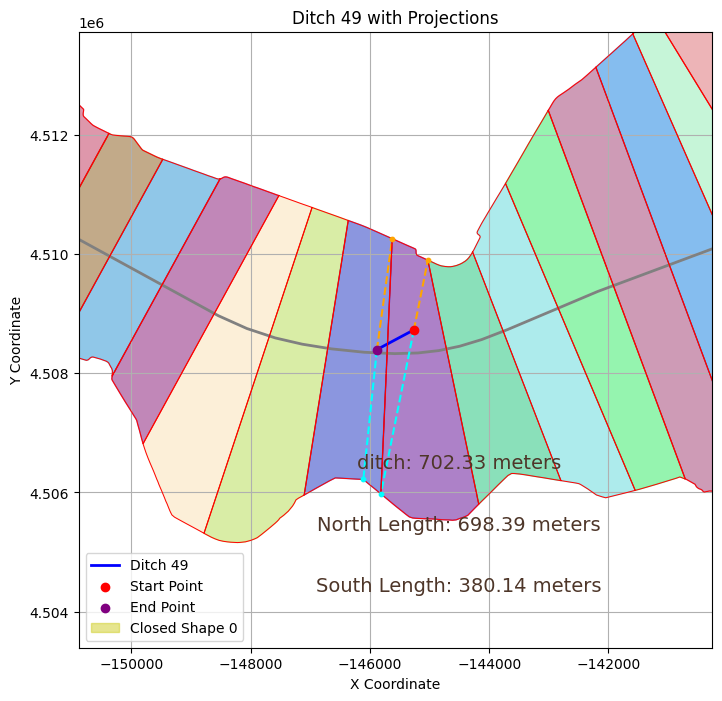 Ditch 49 with Projections
1e6
4.512
4.510
4.508
4.506
4.504
Y Coordinate
ditch: 702.33 meters
North Length: 698.39 meters
South Length: 380.14 meters
Ditch 49
Start Point
End Point
Closed Shape 0
−150000
−148000
−146000
−144000
−142000
X Coordinate